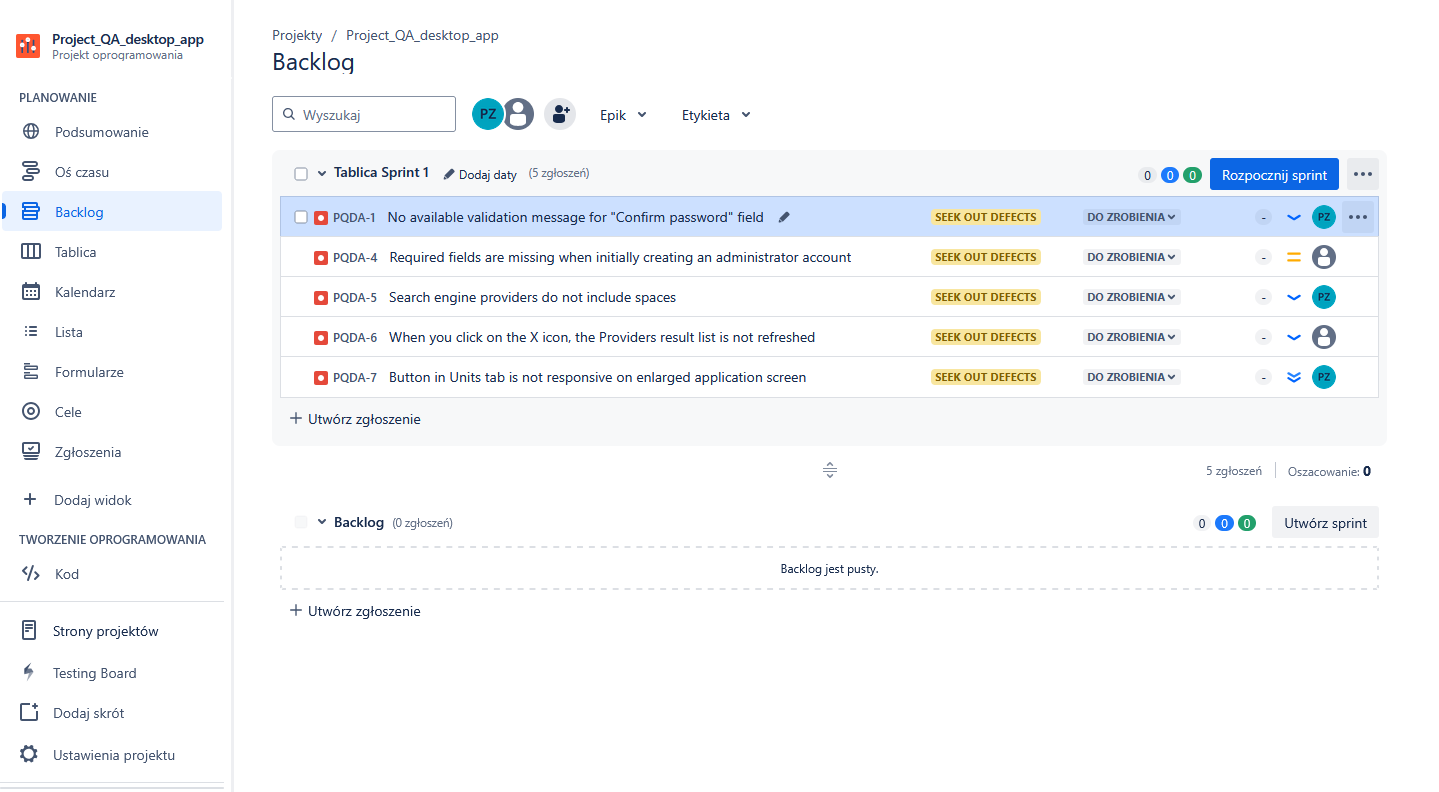 Project_QA_desktop_app
Projekt oprogramowania
PLANOWANIE
Podsumowanie
Oś czasu
Backlog
Tablica
Kalendarz
Lista
Formularze
Cele
Zgłoszenia
Dodaj widok
TWORZENIE OPROGRAMOWANIA
Kod
Strony projektów
Testing Board
Dodaj skrót
Ustawienia projektu
Projekty / Project_QA_desktop_app
Backlog
Wyszukaj PZ Epik Etykieta
Tablica Sprint 1 Dodaj daty (5 zgłoszeń) 0 0 0 Rozpocznij sprint
PQDA-1 No available validation message for "Confirm password" field SEEK OUT DEFECTS DO ZROBIENIA - PZ
PQDA-4 Required fields are missing when initially creating an administrator account SEEK OUT DEFECTS DO ZROBIENIA -
PQDA-5 Search engine providers do not include spaces SEEK OUT DEFECTS DO ZROBIENIA - PZ
PQDA-6 When you click on the X icon, the Providers result list is not refreshed SEEK OUT DEFECTS DO ZROBIENIA -
PQDA-7 Button in Units tab is not responsive on enlarged application screen SEEK OUT DEFECTS DO ZROBIENIA - PZ
+ Utwórz zgłoszenie
5 zgłoszeń Oszacowanie: 0
Backlog (0 zgłoszeń) 0 0 0 Utwórz sprint
Backlog jest pusty.
+ Utwórz zgłoszenie